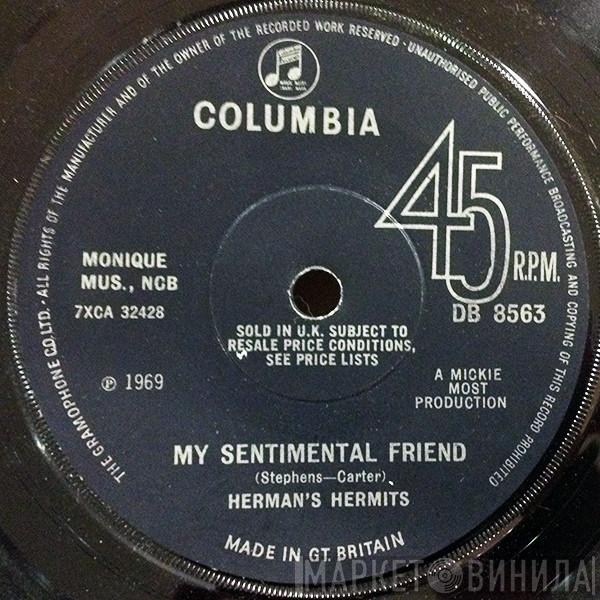 THE GRAMOPHONE CO. LTD. - ALL RIGHTS OF THE MANUFACTURER AND OF THE OWNER OF THE RECORDED WORK RESERVED - UNAUTHORISED PUBLIC PERFORMANCE BROADCASTING AND COPYING OF THIS RECORD PROHIBITED
COLUMBIA
45 R.P.M.
MONIQUE
MUS., NCB
7XCA 32428
DB 8563
SOLD IN U.K. SUBJECT TO
RESALE PRICE CONDITIONS,
SEE PRICE LISTS
℗ 1969
A MICKIE
MOST
PRODUCTION
MY SENTIMENTAL FRIEND
(Stephens—Carter)
HERMAN'S HERMITS
MADE IN GT. BRITAIN
МАРКЕТ ВИНИЛА